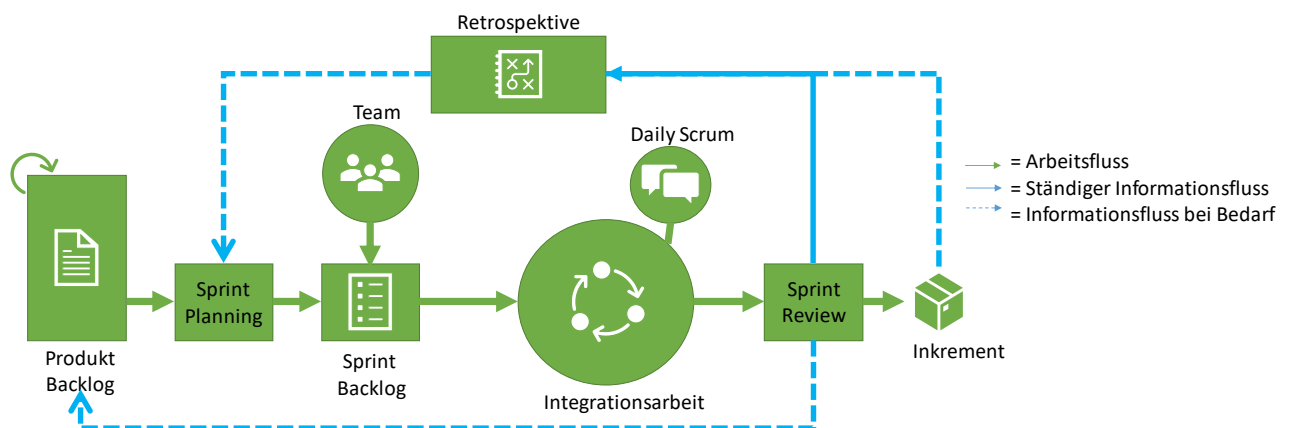 Retrospektive
Team
Daily Scrum
= Arbeitsfluss
= Ständiger Informationsfluss
= Informationsfluss bei Bedarf
Sprint
Planning
Sprint
Review
Produkt
Backlog
Sprint
Backlog
Integrationsarbeit
Inkrement